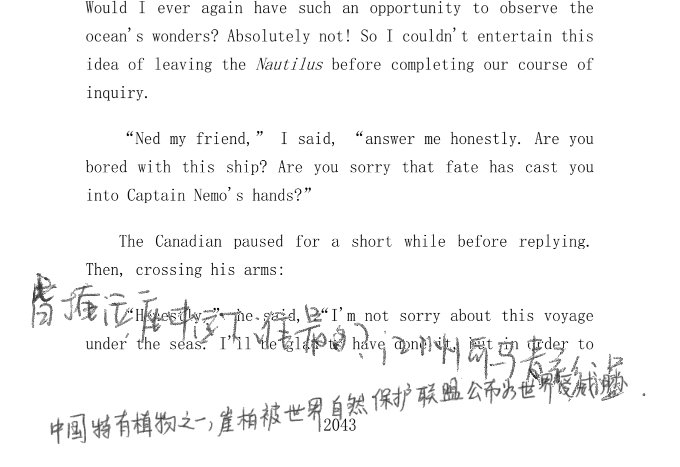 Would I ever again have such an opportunity to observe the
ocean's wonders? Absolutely not! So I couldn't entertain this
idea of leaving the Nautilus before completing our course of
inquiry.
“Ned my friend,” I said, “answer me honestly. Are you
bored with this ship? Are you sorry that fate has cast you
into Captain Nemo's hands?”
The Canadian paused for a short while before replying.
Then, crossing his arms:
“Honestly,” he said, “I'm not sorry about this voyage
under the seas. I'll be glad to have done it, but in order to
中国特有植物之一,崖柏被世界自然保护联盟公布为世界受威胁
2043